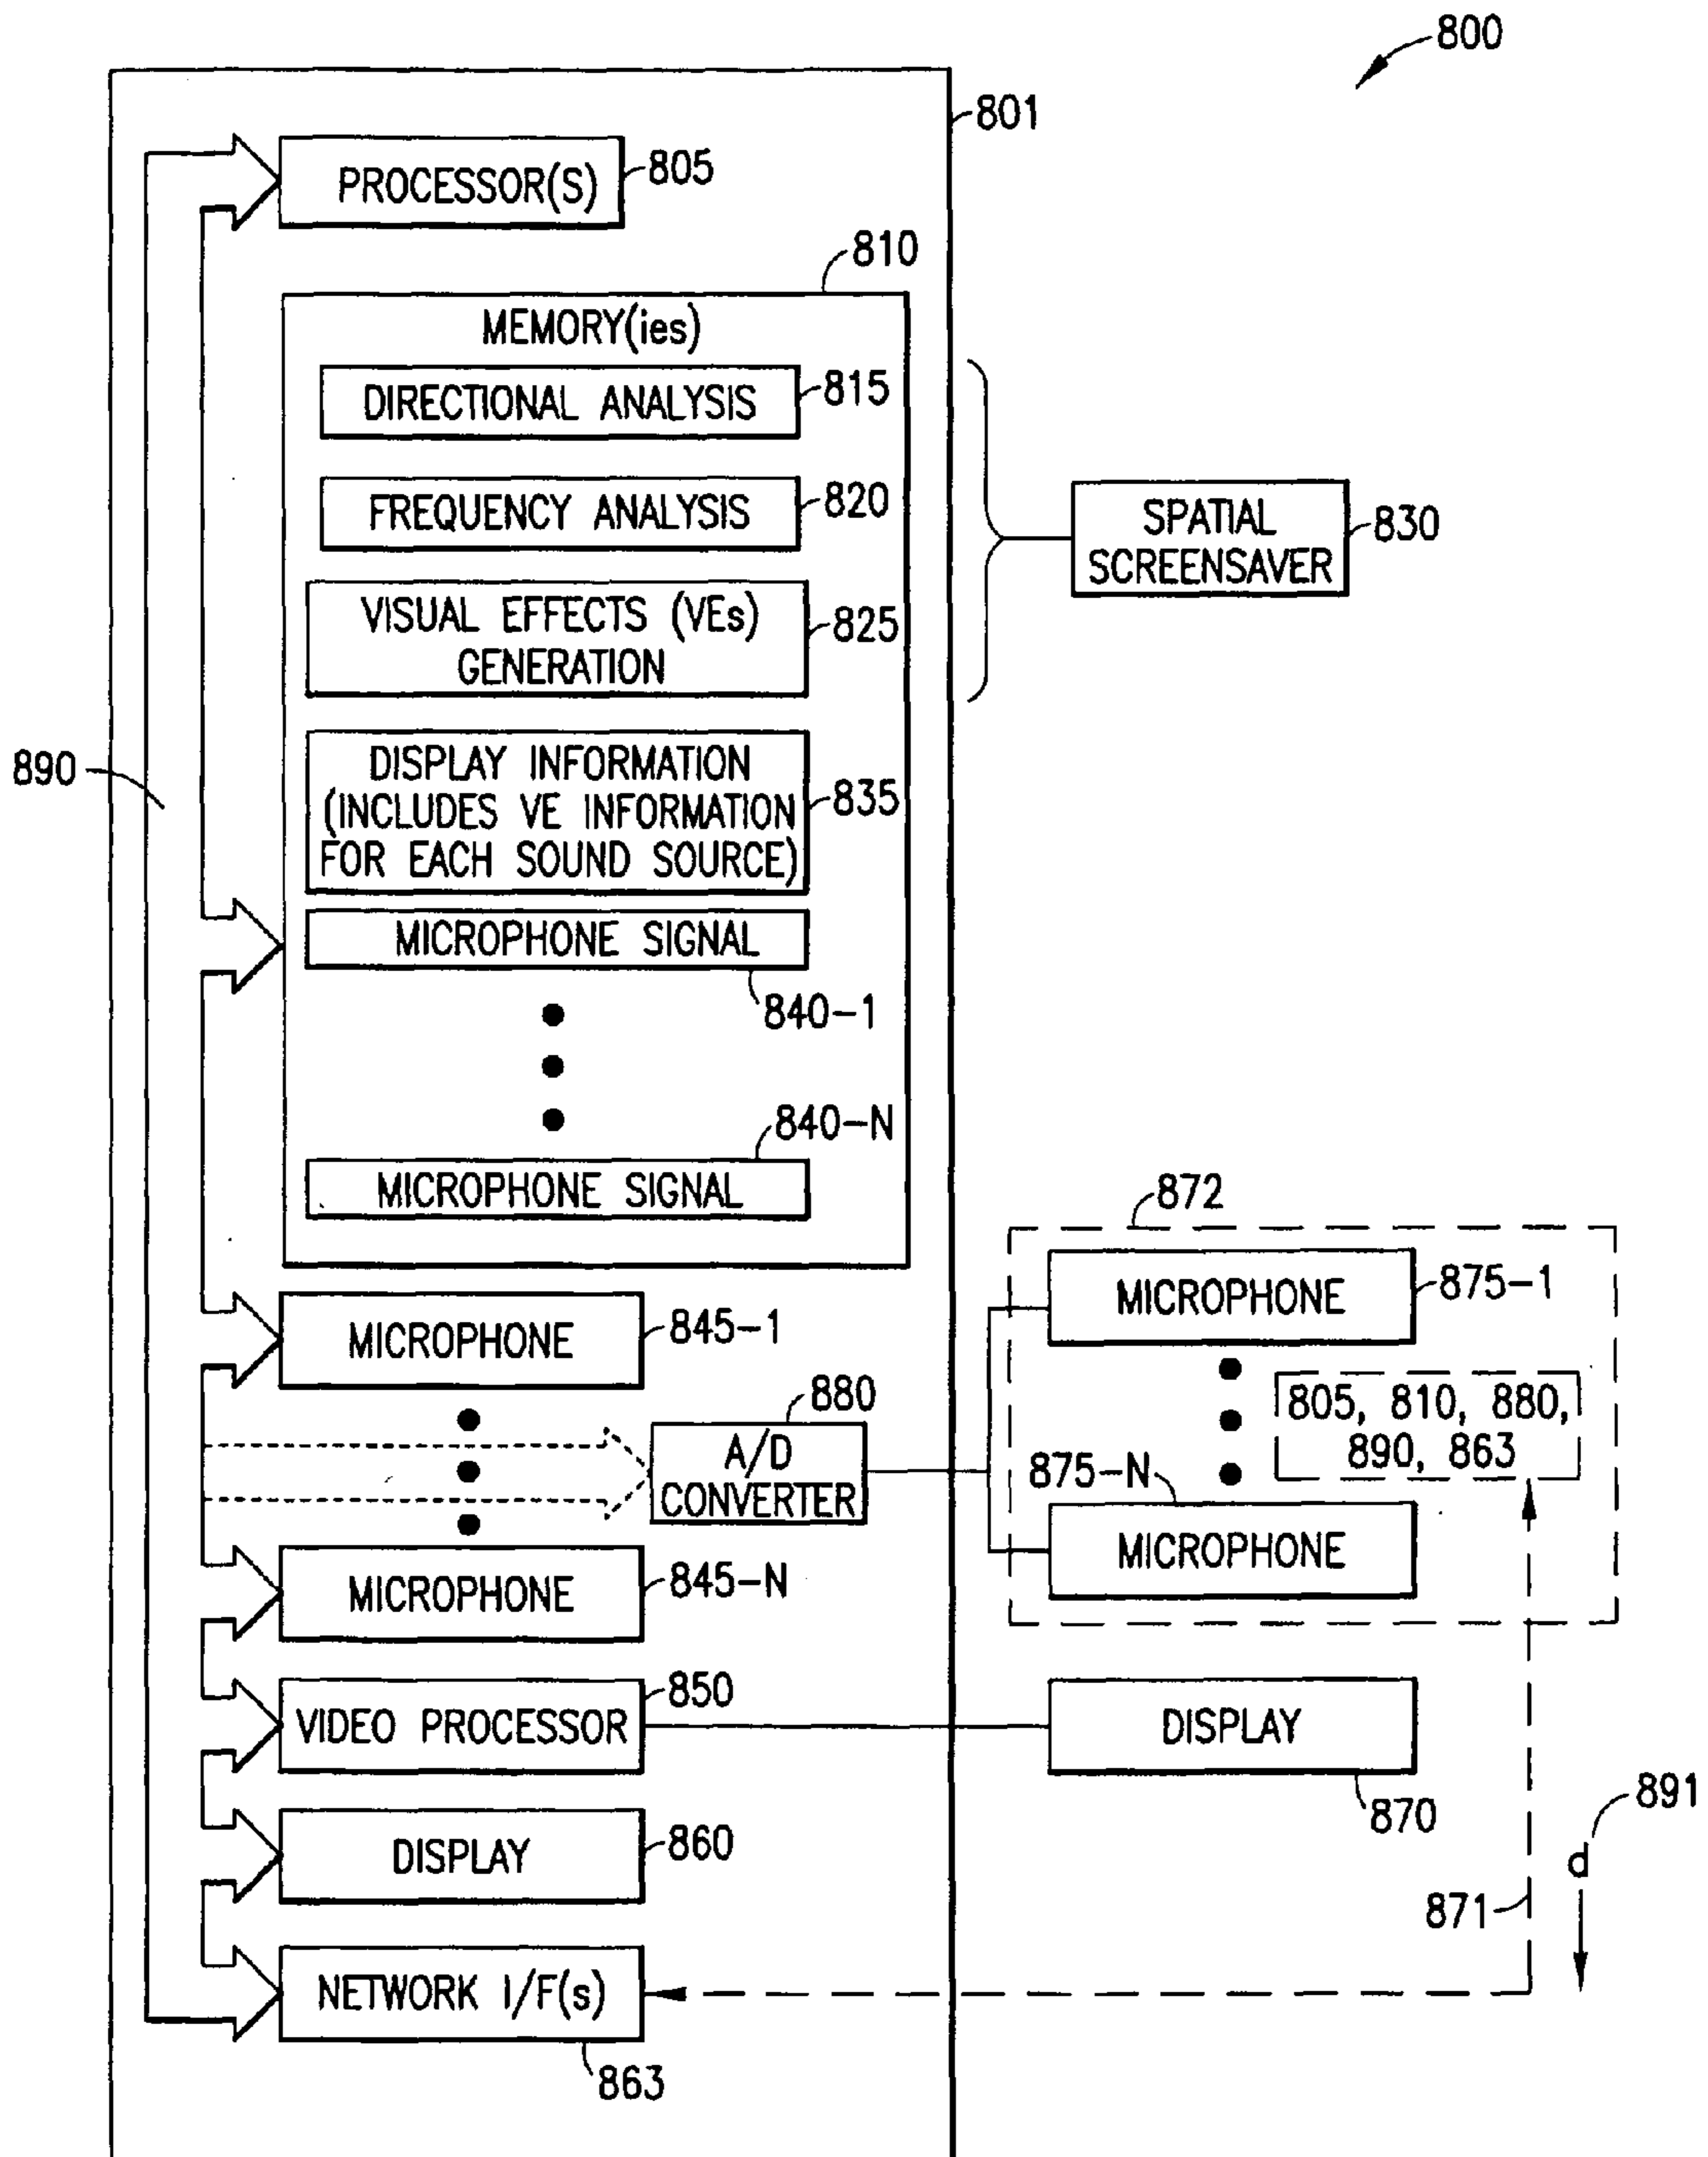 800
801
PROCESSOR(S)
805
810
MEMORY(ies)
DIRECTIONAL ANALYSIS
815
FREQUENCY ANALYSIS
820
VISUAL EFFECTS (VEs)
GENERATION
825
SPATIAL
SCREENSAVER
830
890
DISPLAY INFORMATION
(INCLUDES VE INFORMATION
FOR EACH SOUND SOURCE)
835
MICROPHONE SIGNAL
840-1
840-N
MICROPHONE SIGNAL
872
MICROPHONE
845-1
MICROPHONE
875-1
880
A/D
CONVERTER
805, 810, 880,
890, 863
875-N
MICROPHONE
MICROPHONE
845-N
850
VIDEO PROCESSOR
DISPLAY
870
891
d
DISPLAY
860
871
NETWORK I/F(s)
863